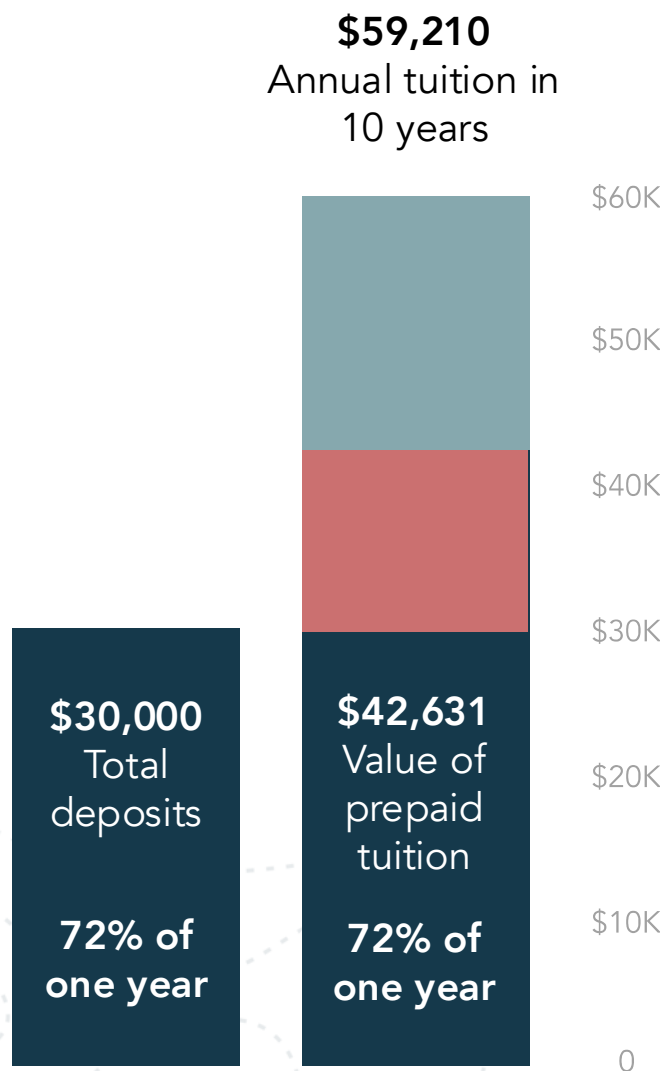 $59,210
Annual tuition in
10 years
$60K
$50K
$40K
$30K
$20K
$10K
0
$30,000
Total
deposits
72% of
one year
$42,631
Value of
prepaid
tuition
72% of
one year